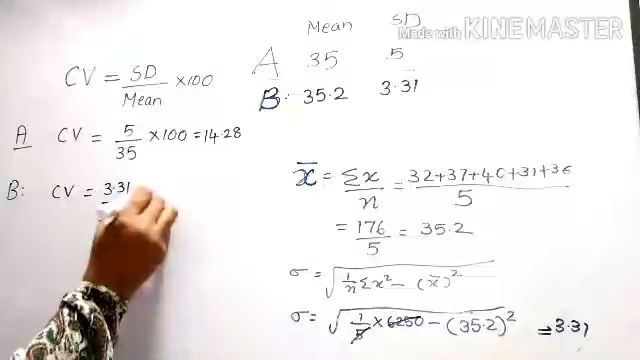 Mean SD
Made with KINEMASTER
A 35 5
B: 35.2 3.31
CV = SD/Mean ×100
A CV = 5/35 ×100 = 14.28
B: CV = 3.31
x̄ = Σx/n = 32+37+40+31+36/5
= 176/5 = 35.2
σ = √1/n Σx² − (x̄)²
σ = √1/5 × 6250 − (35.2)² = 3.31